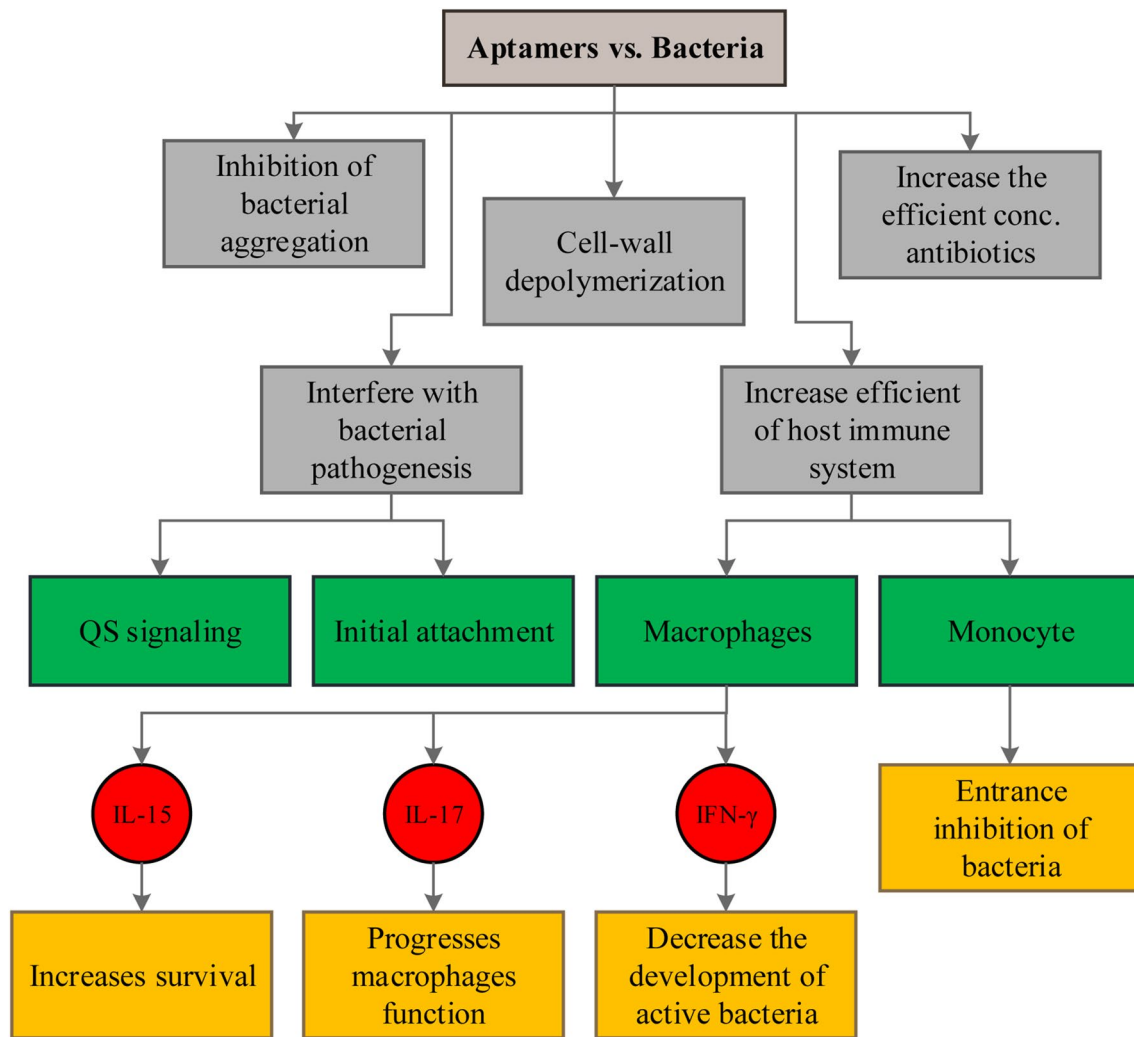 Aptamers vs. Bacteria
Inhibition of
bacterial
aggregation
Cell-wall
depolymerization
Increase the
efficient conc.
antibiotics
Interfere with
bacterial
pathogenesis
Increase efficient
of host immune
system
QS signaling
Initial attachment
Macrophages
Monocyte
IL-15
IL-17
IFN-γ
Entrance
inhibition of
bacteria
Increases survival
Progresses
macrophages
function
Decrease the
development of
active bacteria